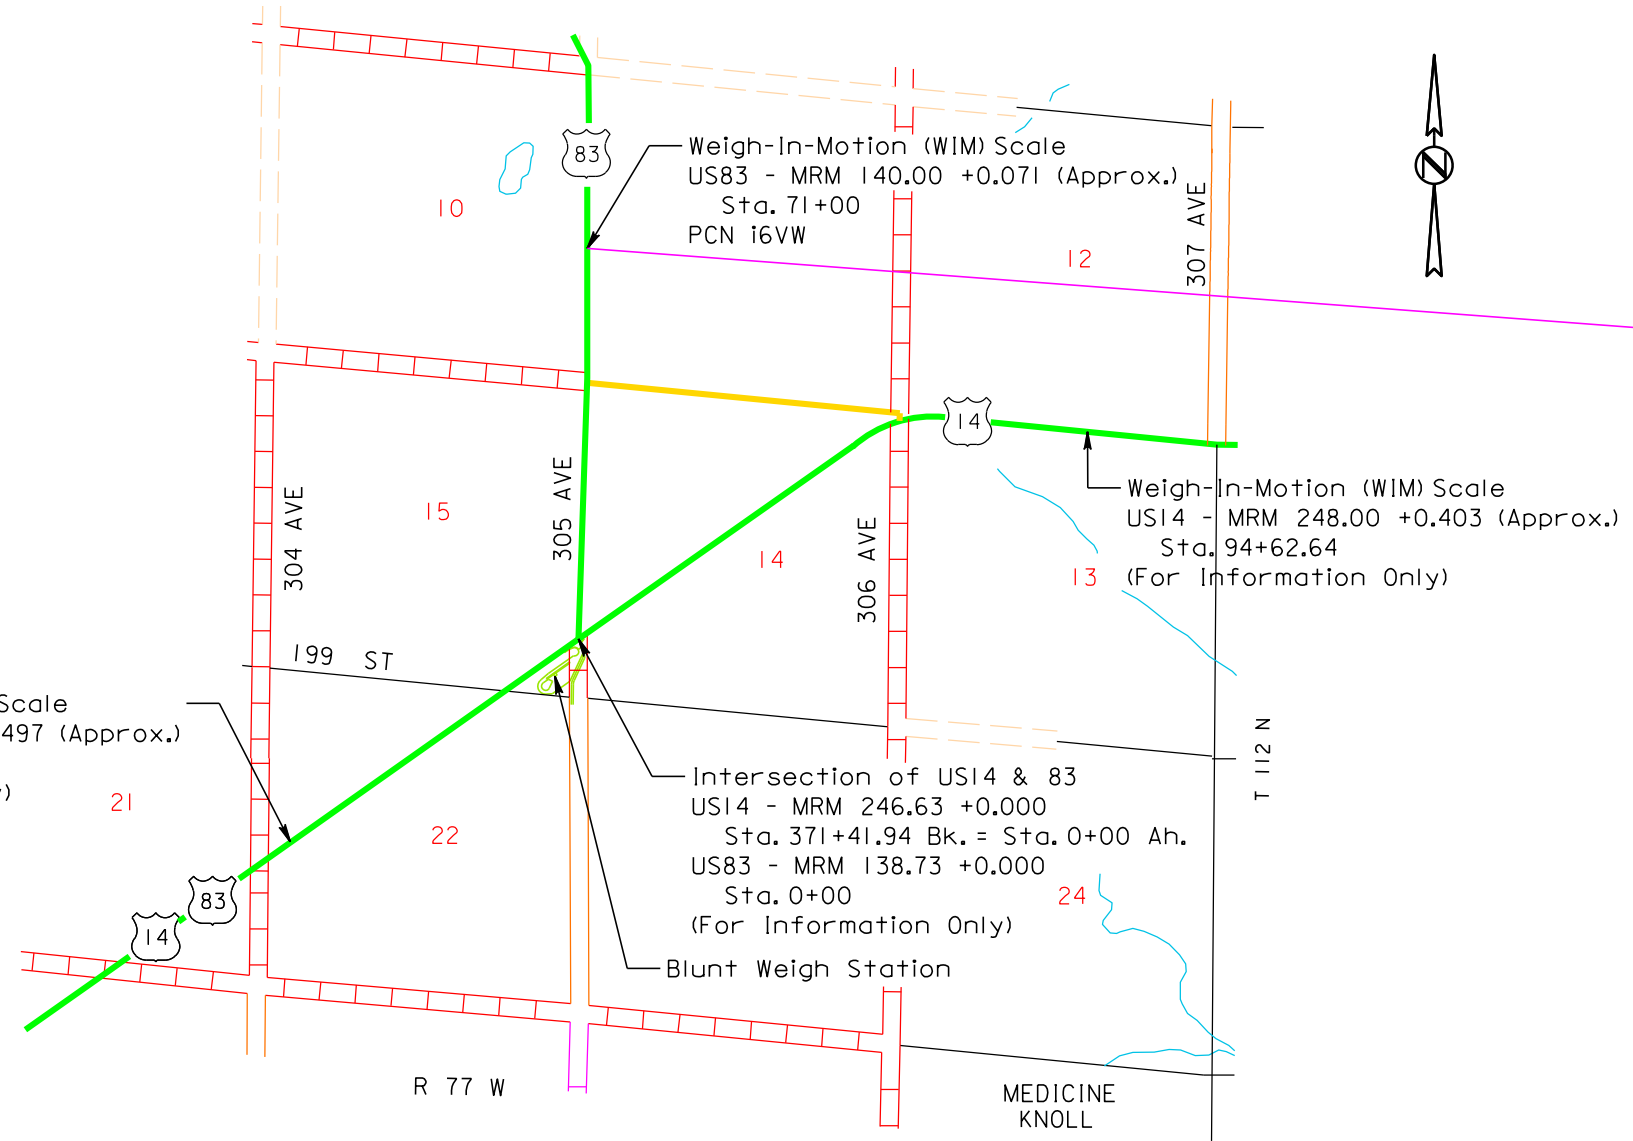 83
Weigh-In-Motion (WIM) Scale
US83 - MRM 140.00 +0.071 (Approx.)
Sta. 71+00
PCN i6VW
10
12
307 AVE
N
14
Weigh-In-Motion (WIM) Scale
US14 - MRM 248.00 +0.403 (Approx.)
Sta. 94+62.64
(For Information Only)
15
304 AVE
305 AVE
14
306 AVE
13
199 ST
Scale
497 (Approx.)
)
21
22
T 112 N
Intersection of US14 & 83
US14 - MRM 246.63 +0.000
Sta. 371+41.94 Bk. = Sta. 0+00 Ah.
US83 - MRM 138.73 +0.000
Sta. 0+00
(For Information Only)
24
83
14
Blunt Weigh Station
R 77 W
MEDICINE
KNOLL